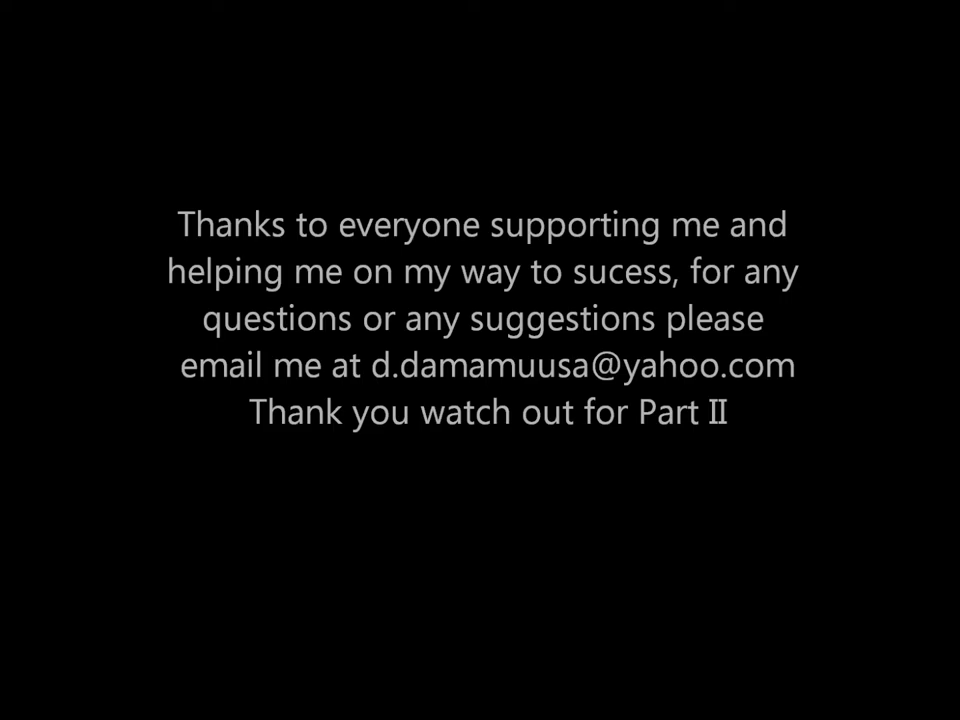 Thanks to everyone supporting me and
helping me on my way to sucess, for any
questions or any suggestions please
email me at d.damamuusa@yahoo.com
Thank you watch out for Part II